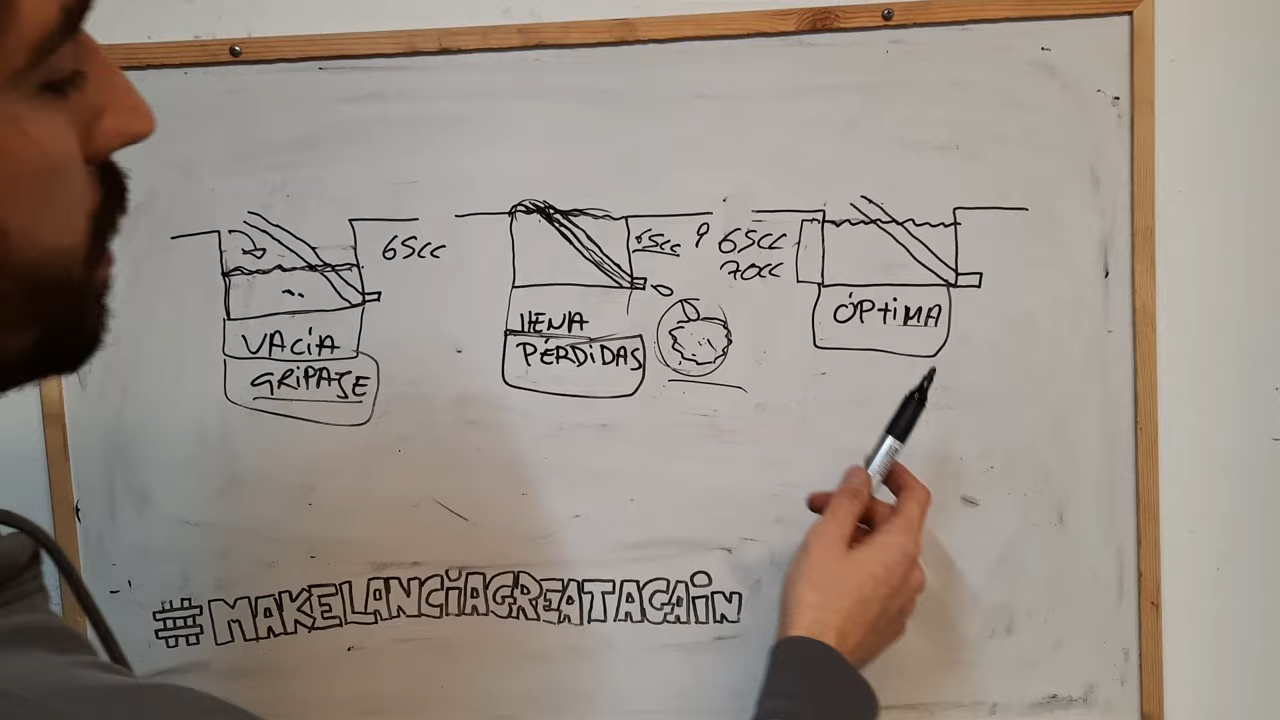 65cc
VACÍA
GRIPAJE
65cc ?
LLENA
PÉRDIDAS
65cc
70cc
ÓPtiMA
#MAKELANCiAGREATAGAiN